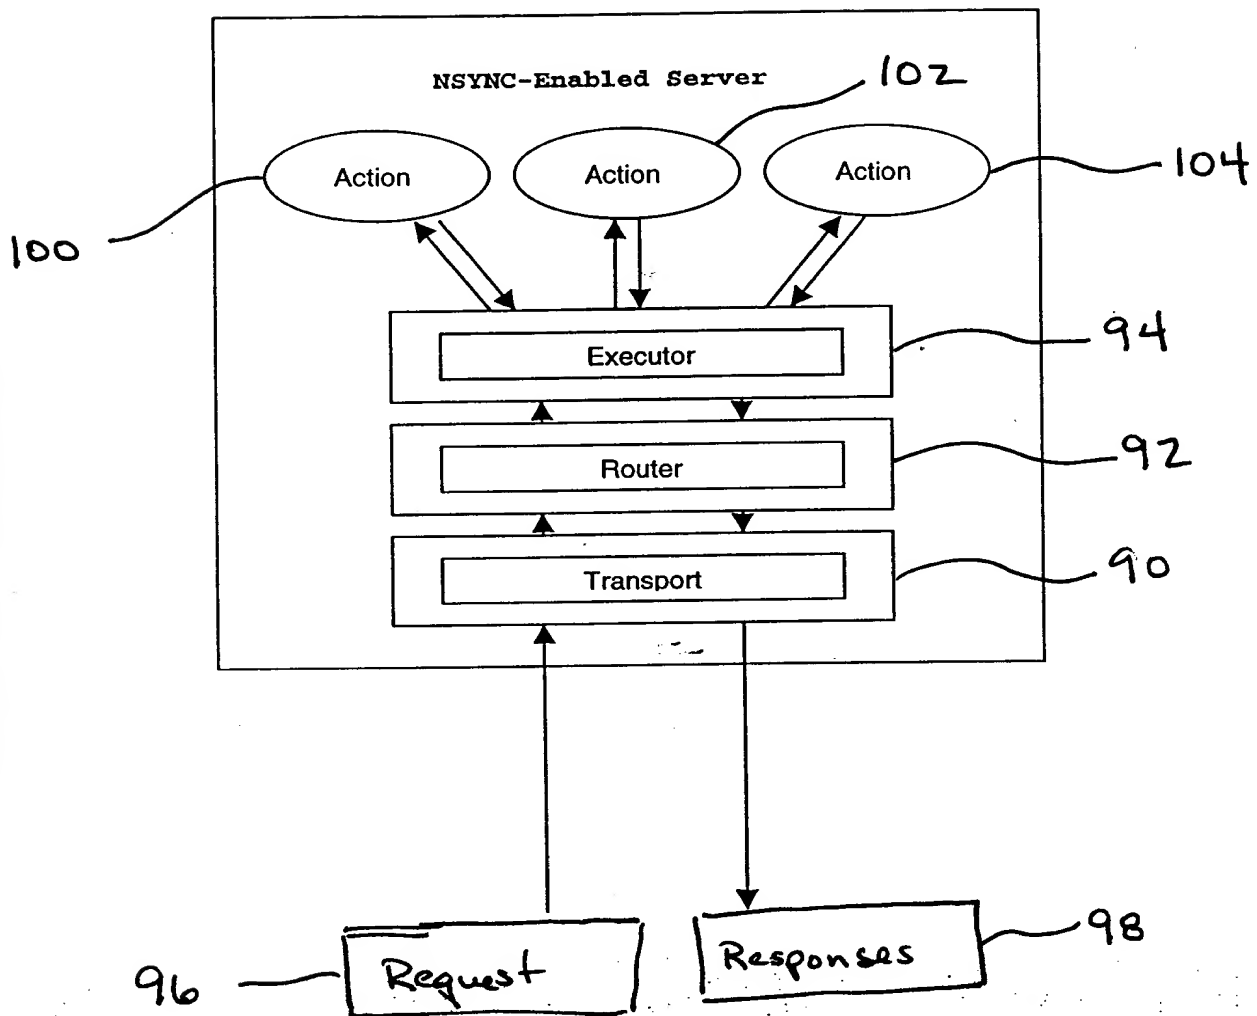 NSYNC-Enabled Server
102
Action
Action
Action
104
100
Executor
94
Router
92
Transport
90
Request
Responses
98
96